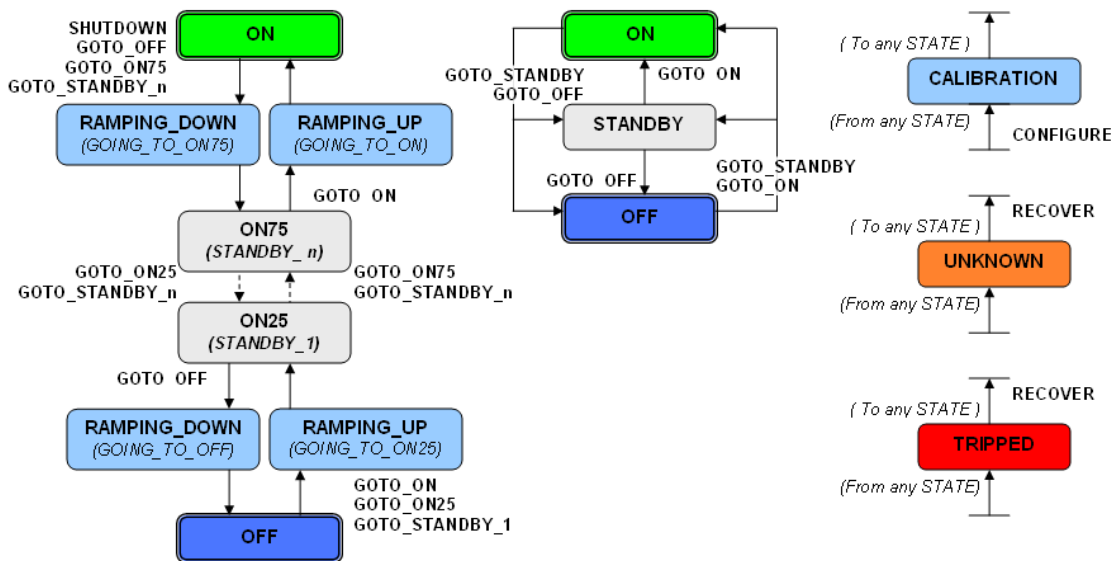 SHUTDOWN
GOTO_OFF
GOTO_ON75
GOTO_STANDBY_n
ON
RAMPING_DOWN
(GOING_TO_ON75)
RAMPING_UP
(GOING_TO_ON)
GOTO ON
ON75
(STANDBY_n)
GOTO_ON25
GOTO_STANDBY_n
GOTO_ON75
GOTO_STANDBY_n
ON25
(STANDBY_1)
GOTO OFF
RAMPING_DOWN
(GOING_TO_OFF)
RAMPING_UP
(GOING_TO_ON25)
GOTO_ON
GOTO_ON25
GOTO_STANDBY_1
OFF
ON
GOTO_STANDBY
GOTO_OFF
GOTO ON
STANDBY
GOTO OFF
GOTO_STANDBY
GOTO_ON
OFF
( To any STATE )
CALIBRATION
(From any STATE)
CONFIGURE
RECOVER
( To any STATE )
UNKNOWN
(From any STATE)
RECOVER
( To any STATE )
TRIPPED
(From any STATE)